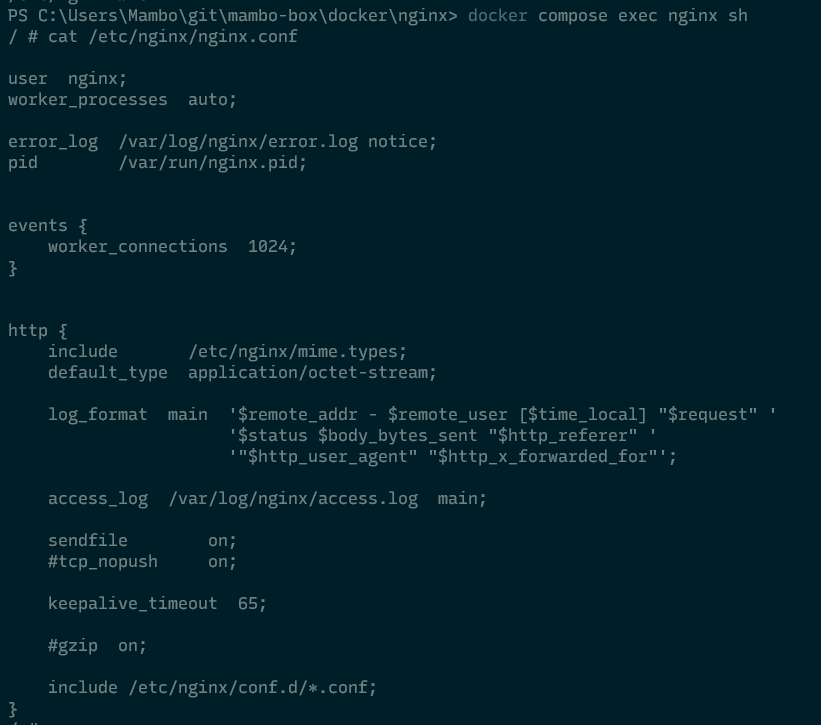 PS C:\Users\Mambo\git\mambo-box\docker\nginx> docker compose exec nginx sh
/ # cat /etc/nginx/nginx.conf

user  nginx;
worker_processes  auto;

error_log  /var/log/nginx/error.log notice;
pid        /var/run/nginx.pid;


events {
    worker_connections  1024;
}


http {
    include       /etc/nginx/mime.types;
    default_type  application/octet-stream;

    log_format  main  '$remote_addr - $remote_user [$time_local] "$request" '
                      '$status $body_bytes_sent "$http_referer" '
                      '"$http_user_agent" "$http_x_forwarded_for"';

    access_log  /var/log/nginx/access.log  main;

    sendfile        on;
    #tcp_nopush     on;

    keepalive_timeout  65;

    #gzip  on;

    include /etc/nginx/conf.d/*.conf;
}